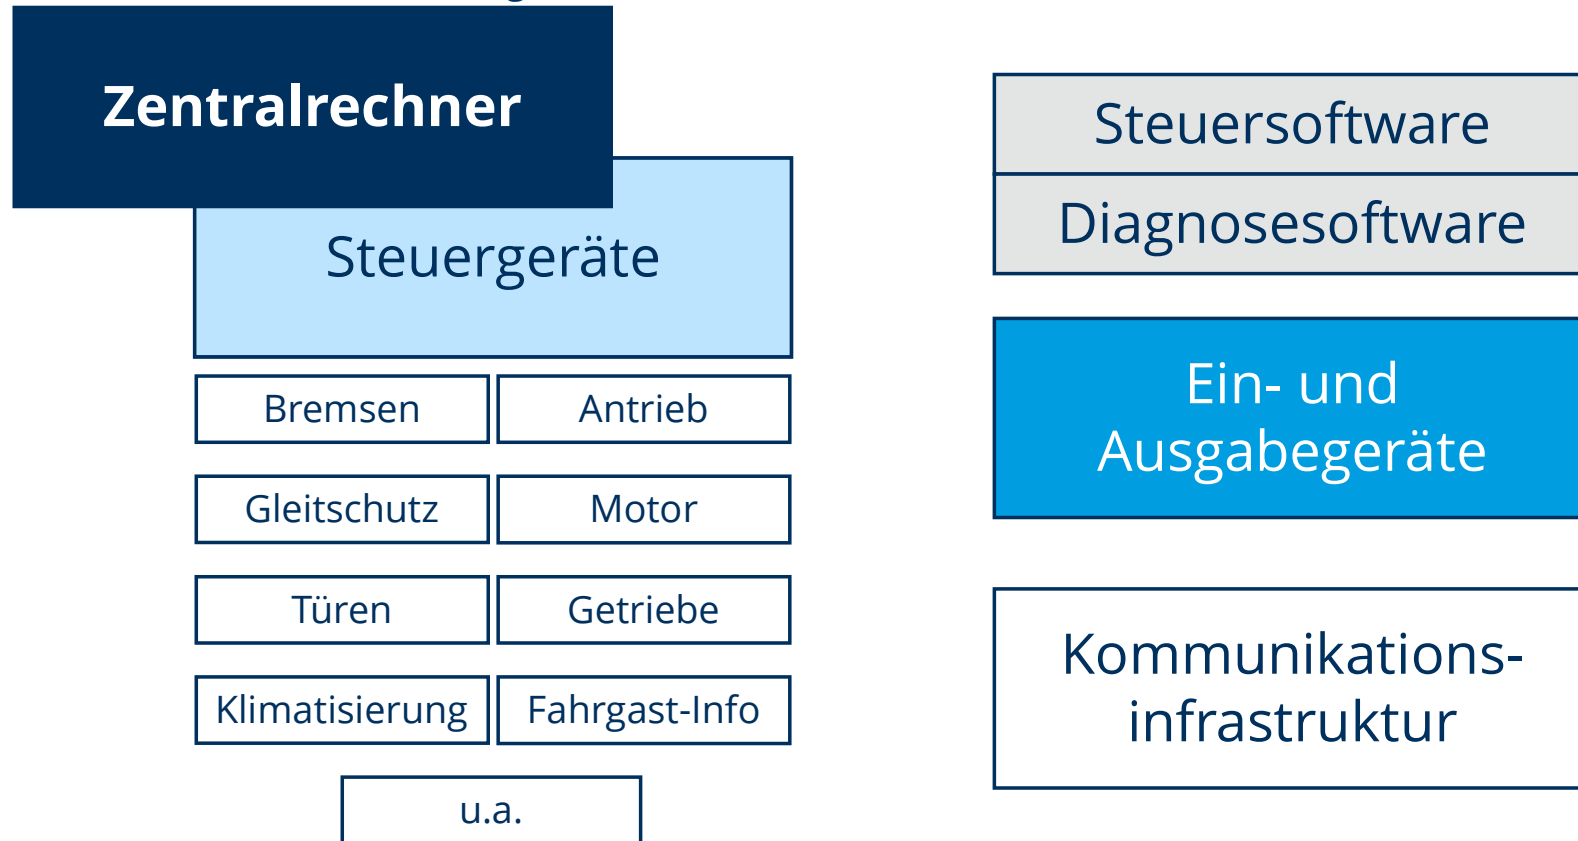 Zentralrechner
Steuergeräte
Bremsen
Antrieb
Gleitschutz
Motor
Türen
Getriebe
Klimatisierung
Fahrgast-Info
u.a.
Steuersoftware
Diagnosesoftware
Ein- und
Ausgabegeräte
Kommunikations-
infrastruktur